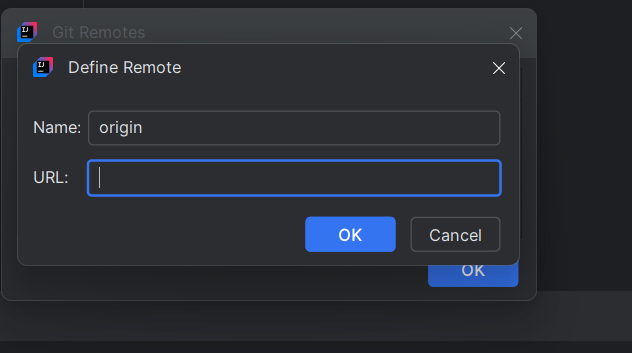 Git Remotes
Define Remote
Name: origin
URL:
OK Cancel
OK